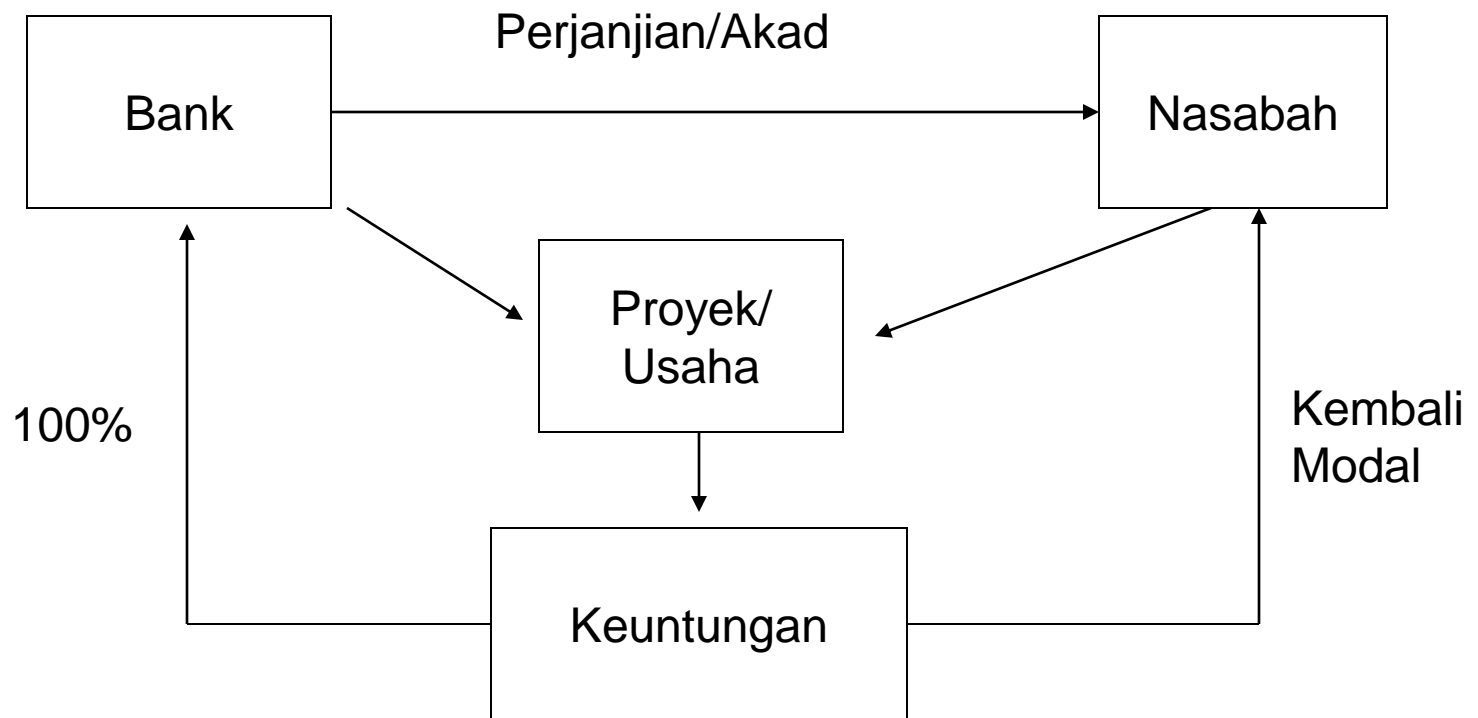 Perjanjian/Akad
Bank
Nasabah
Proyek/
Usaha
100%
Kembali
Modal
Keuntungan